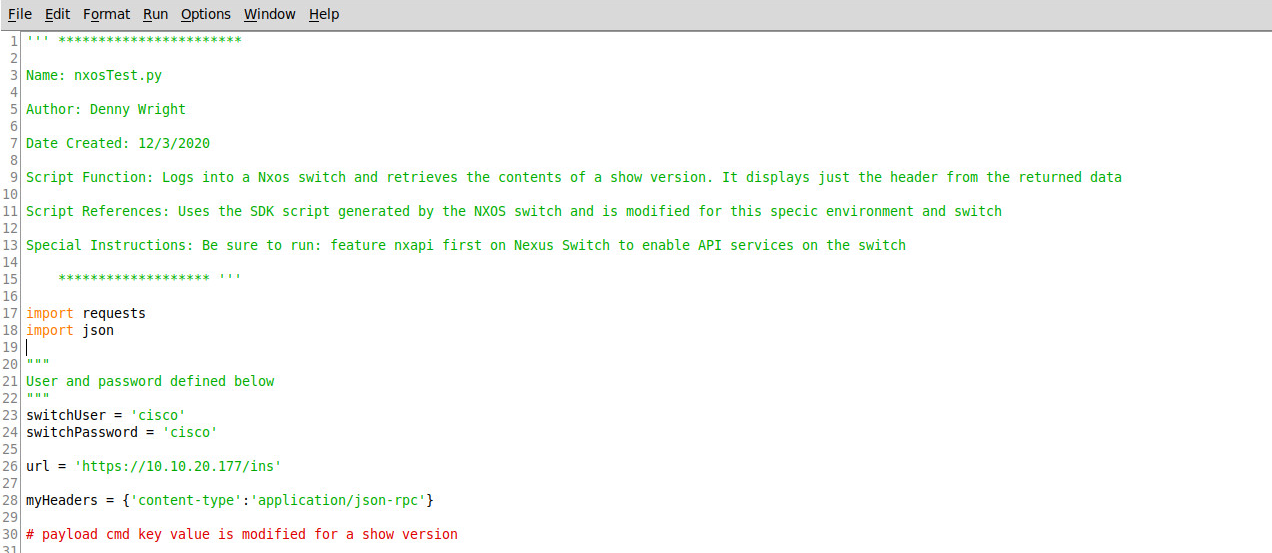 File Edit Format Run Options Window Help
1 ''' ***********************
2
3 Name: nxosTest.py
4
5 Author: Denny Wright
6
7 Date Created: 12/3/2020
8
9 Script Function: Logs into a Nxos switch and retrieves the contents of a show version. It displays just the header from the returned data
10
11 Script References: Uses the SDK script generated by the NXOS switch and is modified for this specic environment and switch
12
13 Special Instructions: Be sure to run: feature nxapi first on Nexus Switch to enable API services on the switch
14
15     ******************* '''
16
17 import requests
18 import json
19
20 """
21 User and password defined below
22 """
23 switchUser = 'cisco'
24 switchPassword = 'cisco'
25
26 url = 'https://10.10.20.177/ins'
27
28 myHeaders = {'content-type':'application/json-rpc'}
29
30 # payload cmd key value is modified for a show version
31